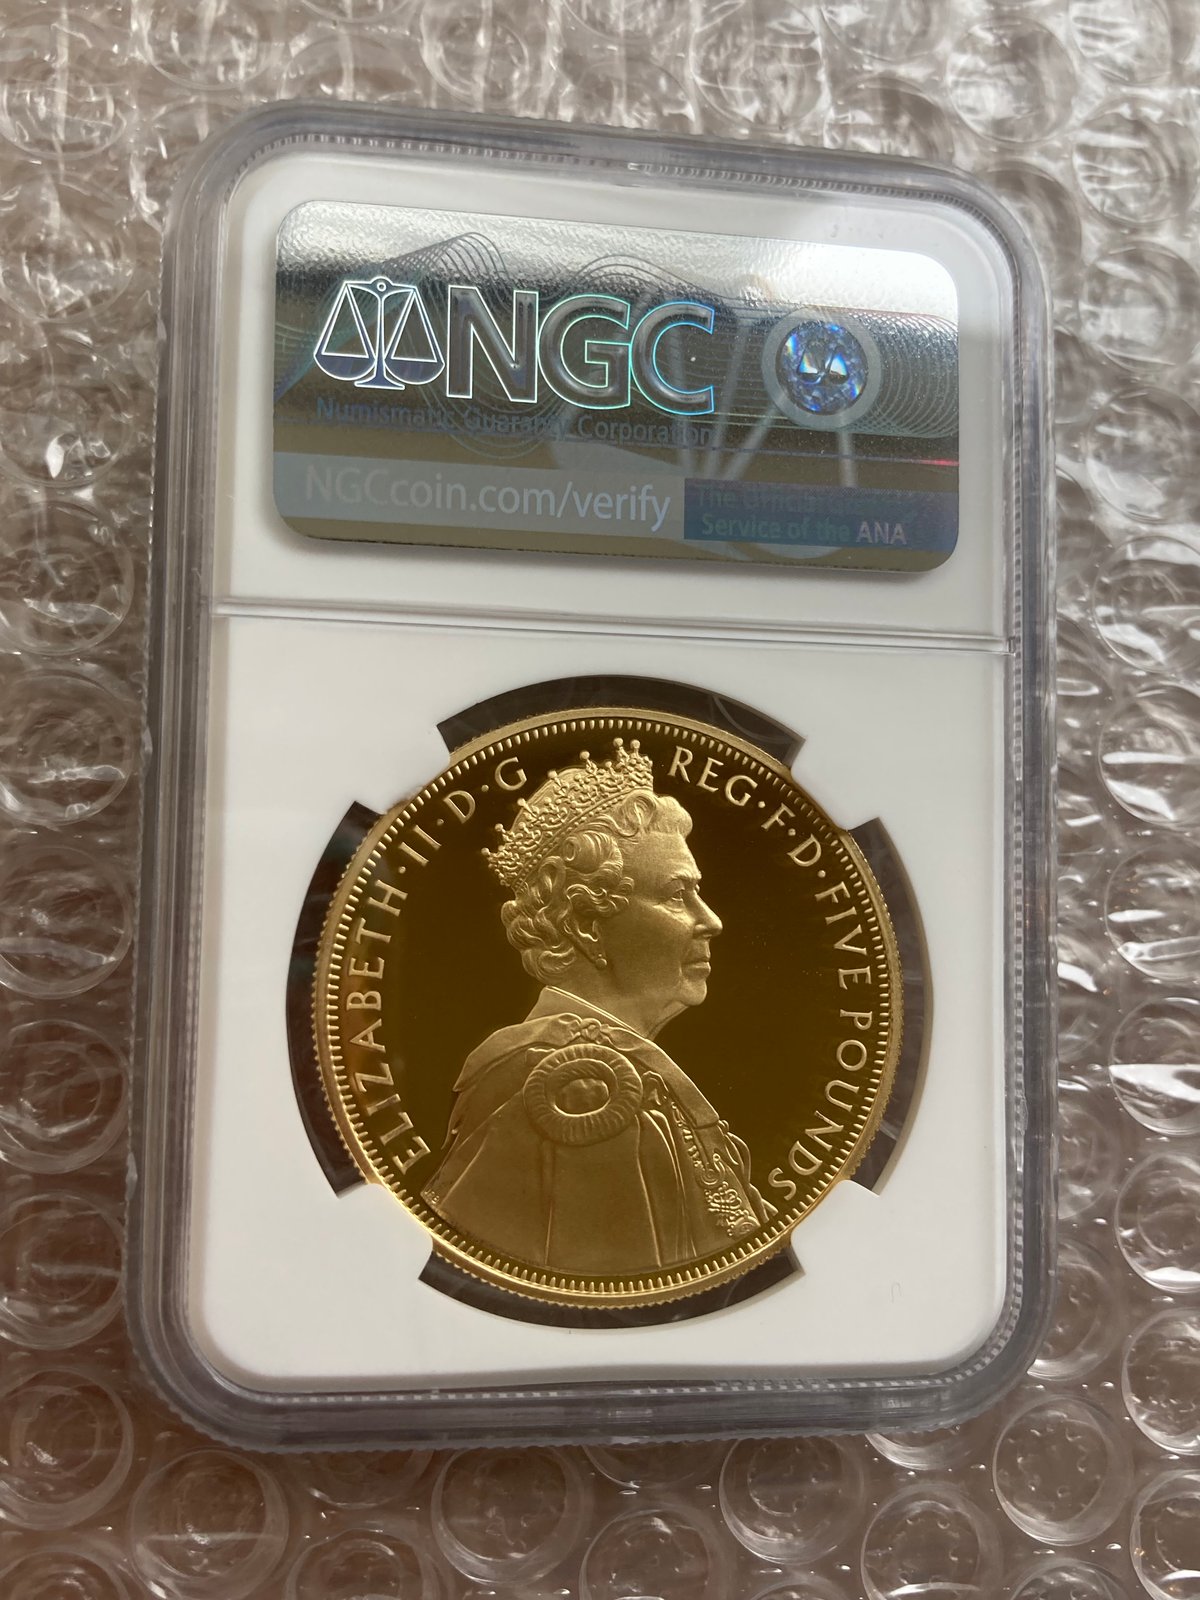 NGC
Numismatic Guaranty Corporation
NGCcoin.com/verify
The Official Grading
Service of the ANA
ELIZABETH·II·D·G REG·F·D·FIVE POUNDS